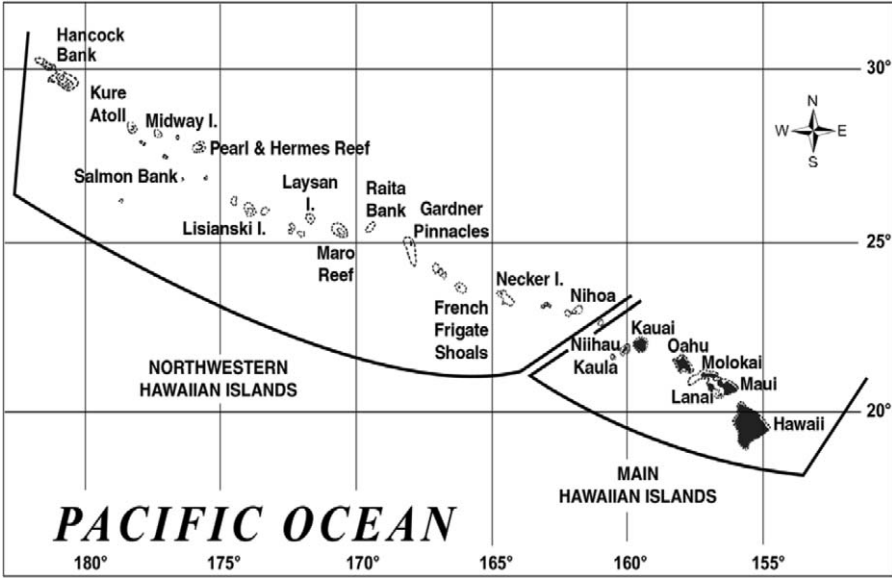 Hancock
Bank
30°
Kure
Atoll
Midway I.
Pearl & Hermes Reef
N
W
E
S
Salmon Bank
Laysan
I.
Raita
Bank
Gardner
Pinnacles
Lisianski I.
25°
Maro
Reef
Necker I.
Nihoa
French
Frigate
Shoals
Kauai
Niihau
Kaula
Oahu
Molokai
Maui
Lanai
NORTHWESTERN
HAWAIIAN ISLANDS
20°
Hawaii
MAIN
HAWAIIAN ISLANDS
PACIFIC OCEAN
180°
175°
170°
165°
160°
155°